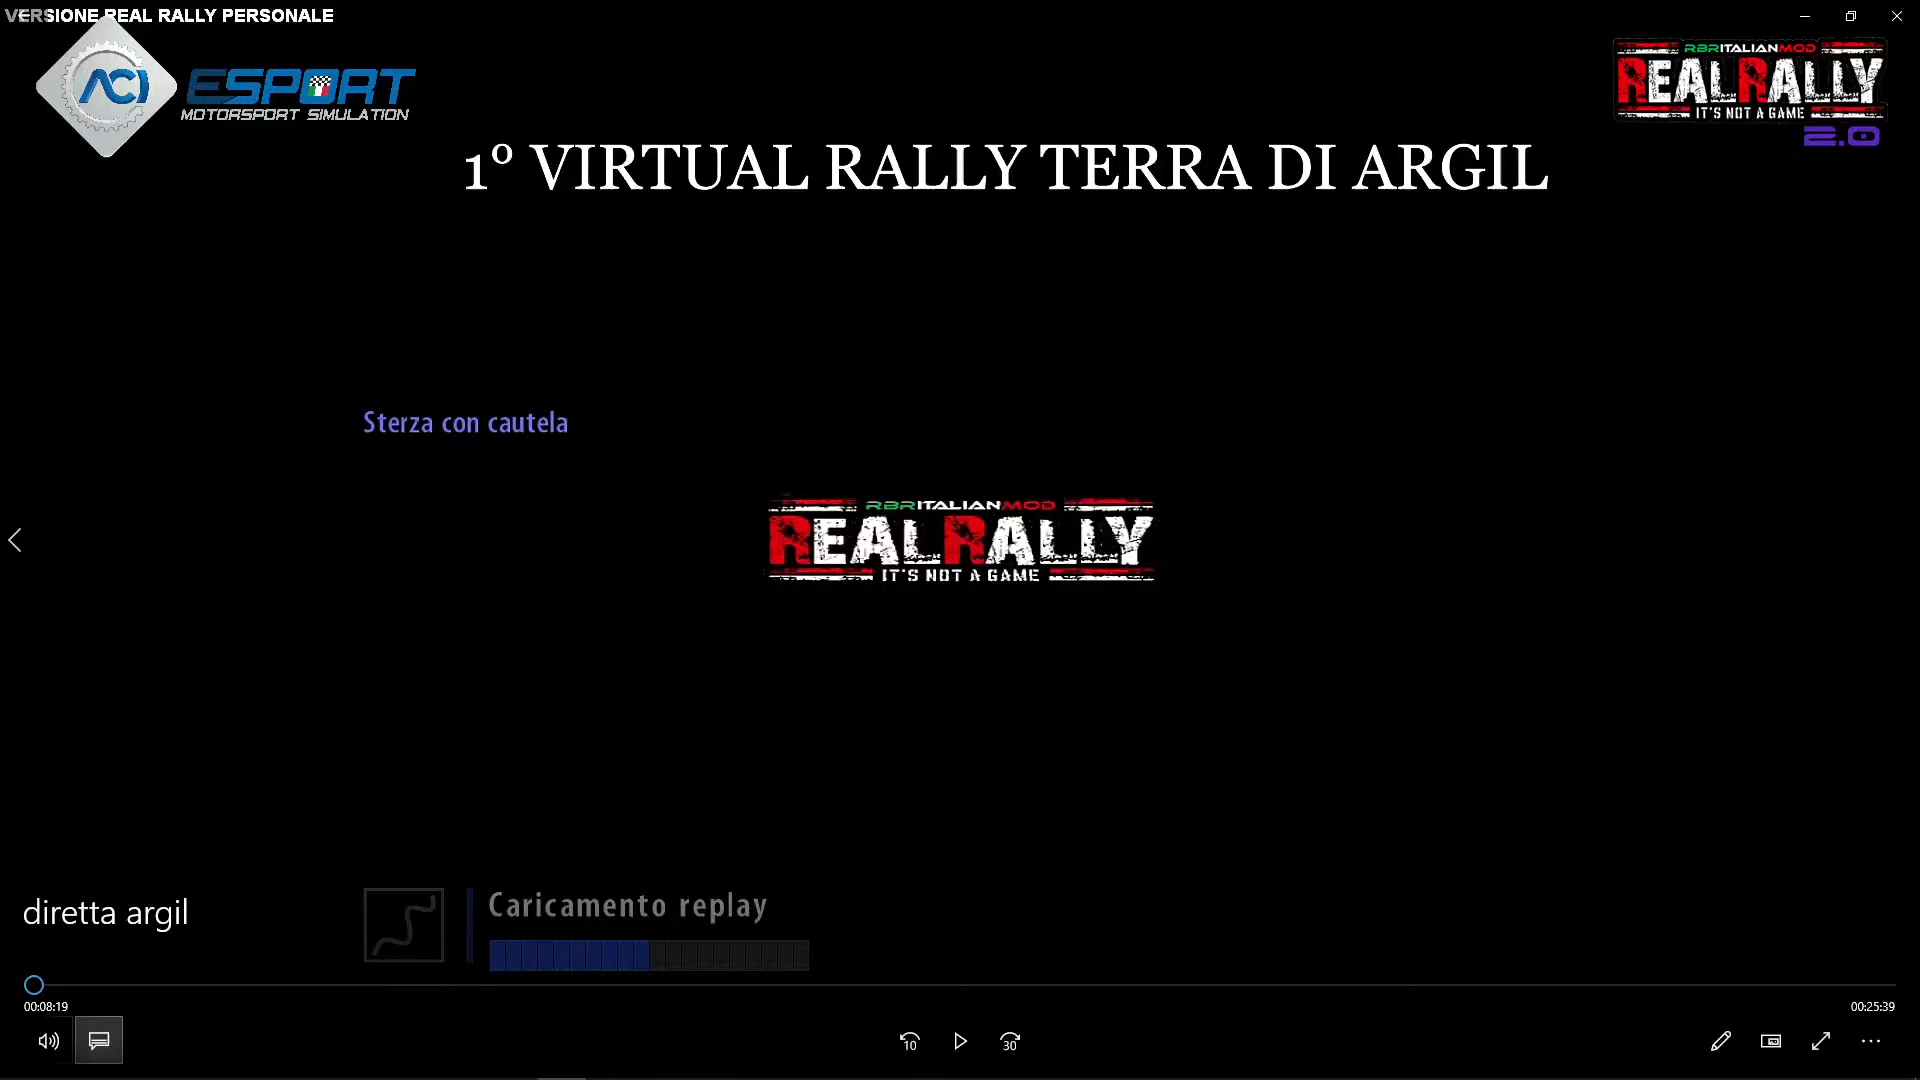 VERSIONE REAL RALLY PERSONALE
ACI
ESPORT
MOTORSPORT SIMULATION
RBRITALIANMOD
REALRALLY
IT'S NOT A GAME
2.0
1° VIRTUAL RALLY TERRA DI ARGIL
Sterza con cautela
RBRITALIANMOD
REALRALLY
IT'S NOT A GAME
diretta argil
Caricamento replay
00:08:19
00:25:39
10
30